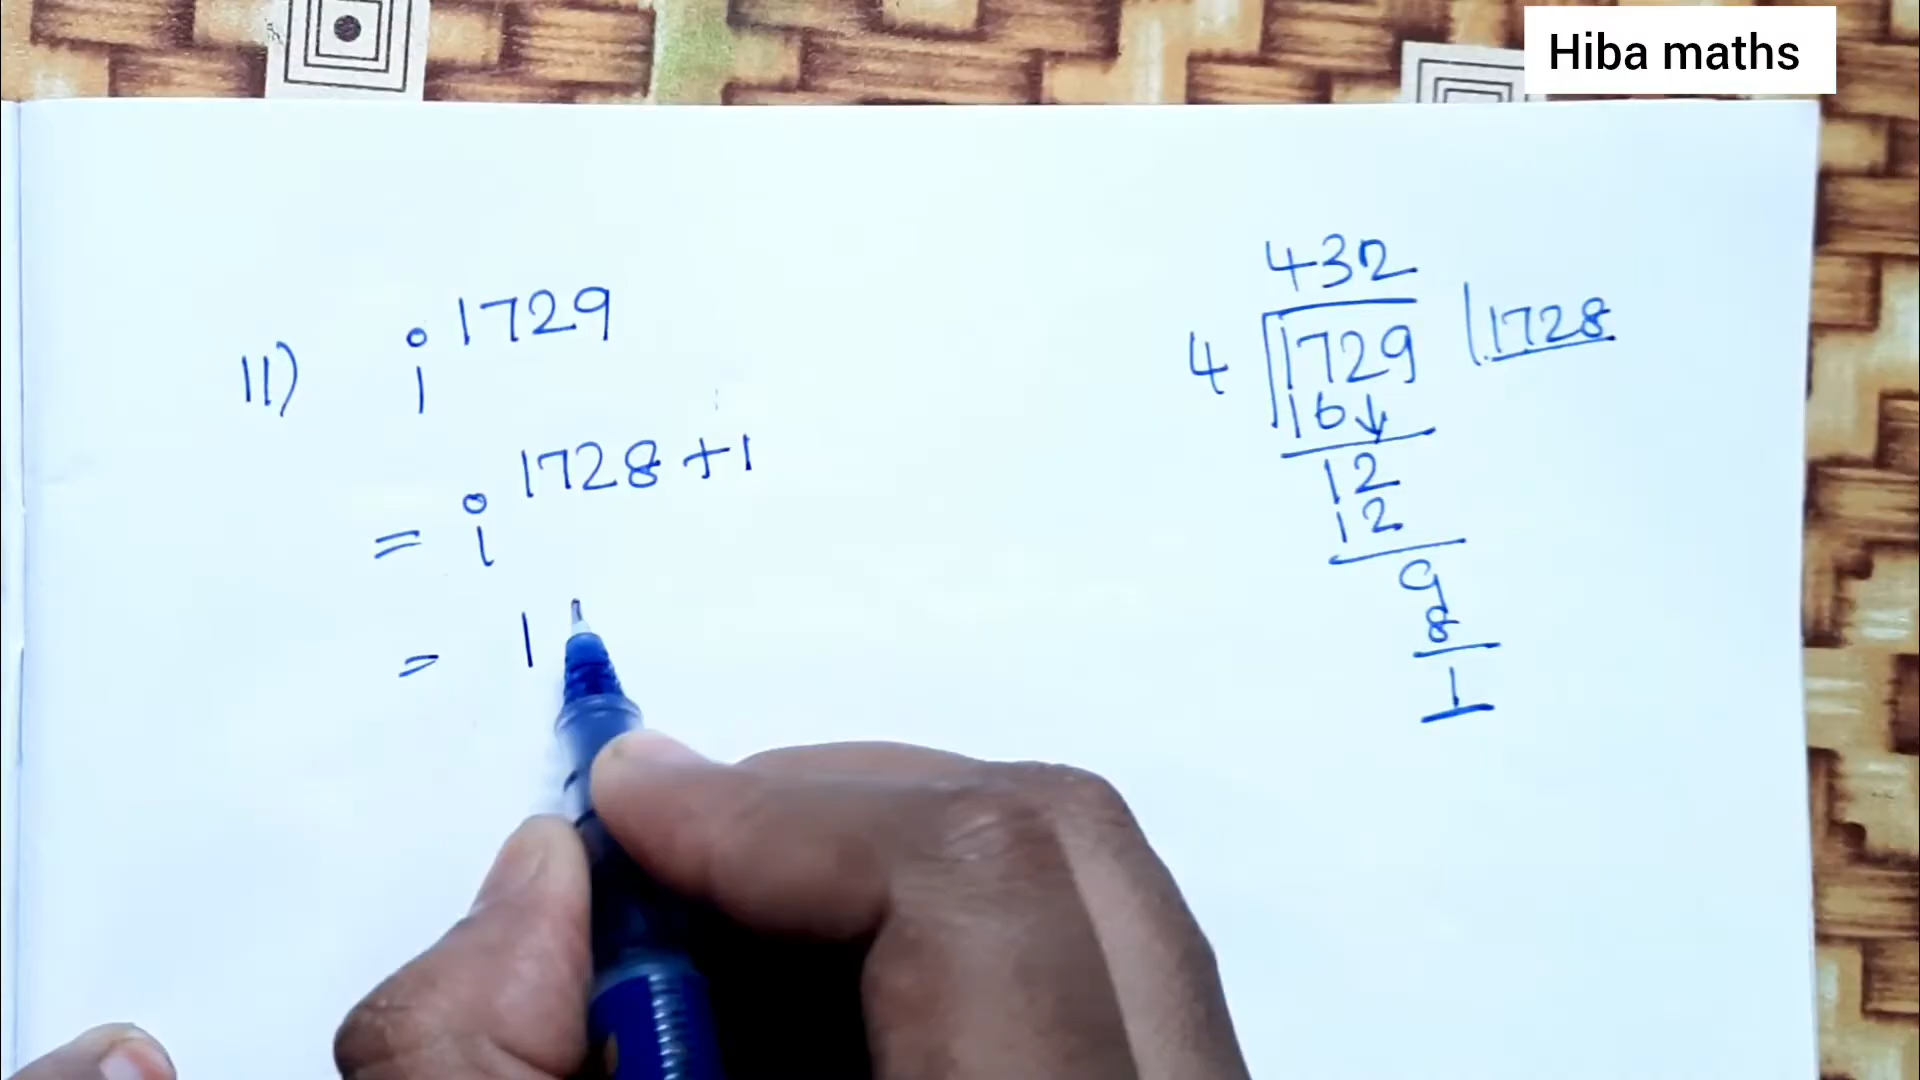 Hiba maths
11) i^1729
= i^1728+1
= 1
432
4 1729 1728
16↓
12
12
9
8
1